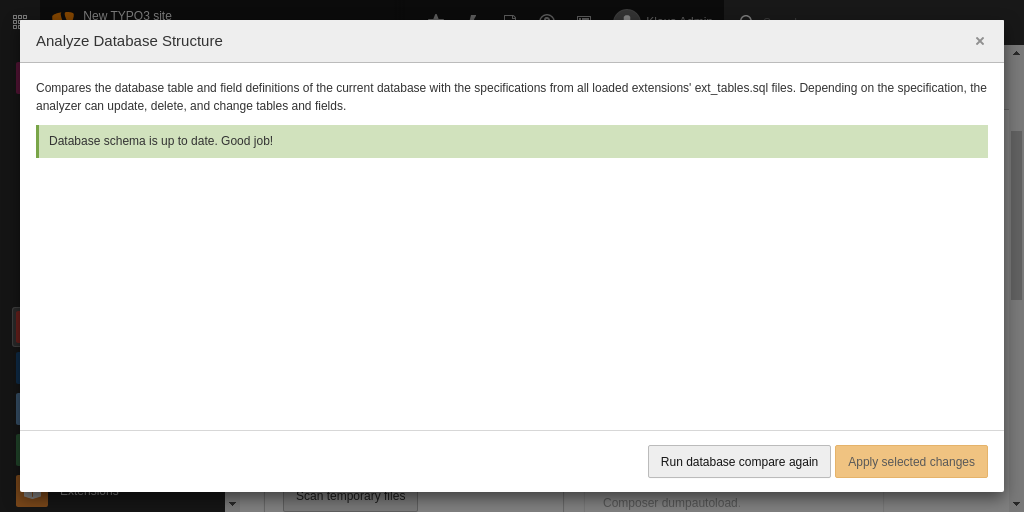 New TYPO3 site
Analyze Database Structure
×
Compares the database table and field definitions of the current database with the specifications from all loaded extensions' ext_tables.sql files. Depending on the specification, the
analyzer can update, delete, and change tables and fields.
Database schema is up to date. Good job!
Run database compare again
Apply selected changes
Extensions
Scan temporary files
Composer dumpautoload.